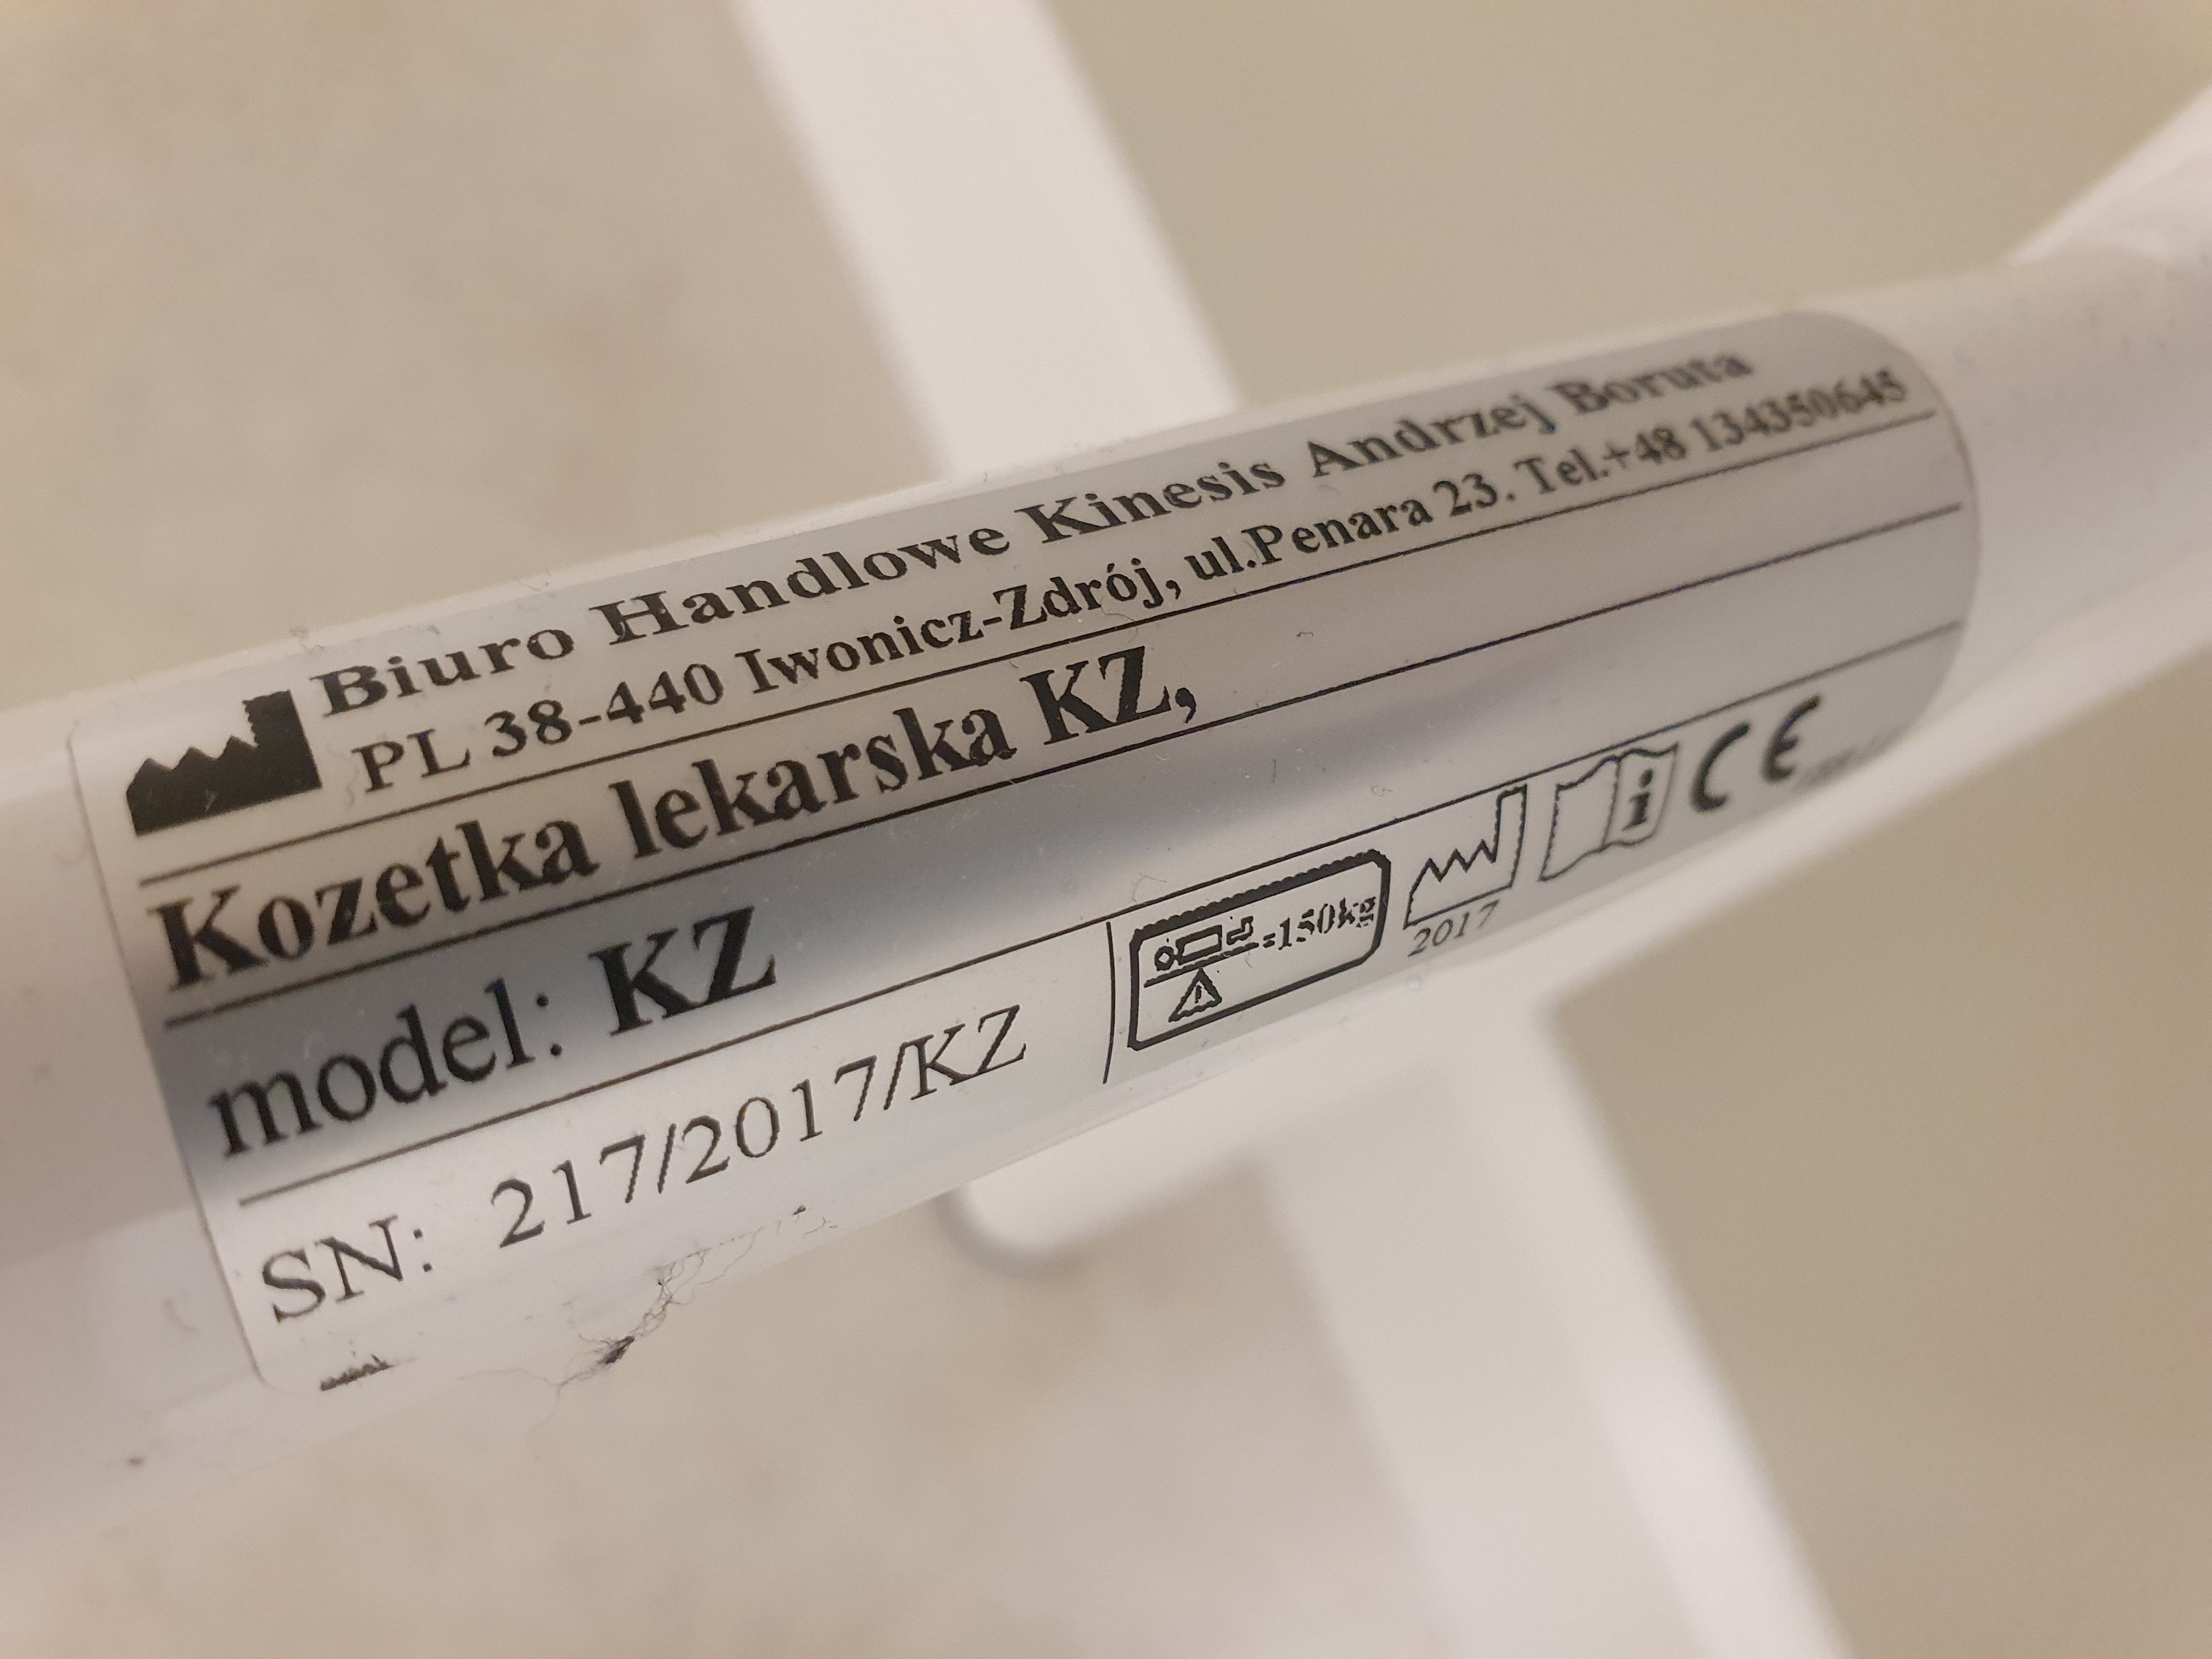 Biuro Handlowe Kinesis Andrzej Boruta
PL 38-440 Iwonicz-Zdrój, ul.Penara 23. Tel.+48 134350645
Kozetka lekarska KZ,
model: KZ
SN: 217/2017/KZ
=150kg
2017
i
CE